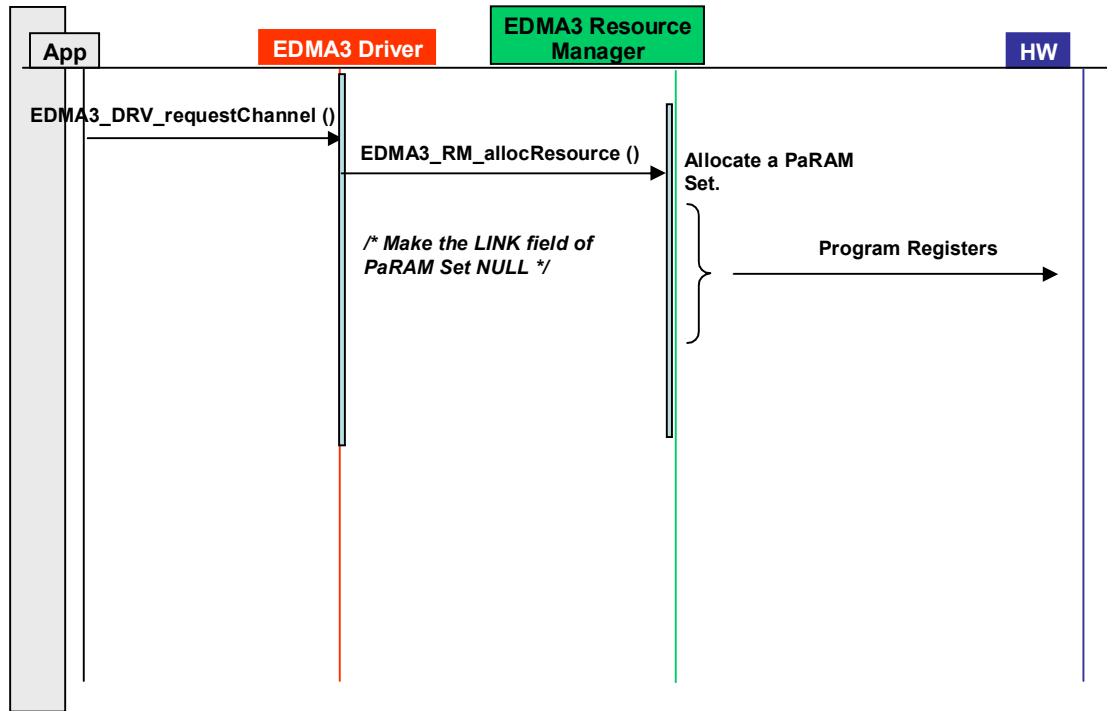 App
EDMA3 Driver
EDMA3 Resource
Manager
HW
EDMA3_DRV_requestChannel ()
EDMA3_RM_allocResource ()
Allocate a PaRAM
Set.
/* Make the LINK field of
PaRAM Set NULL */
Program Registers